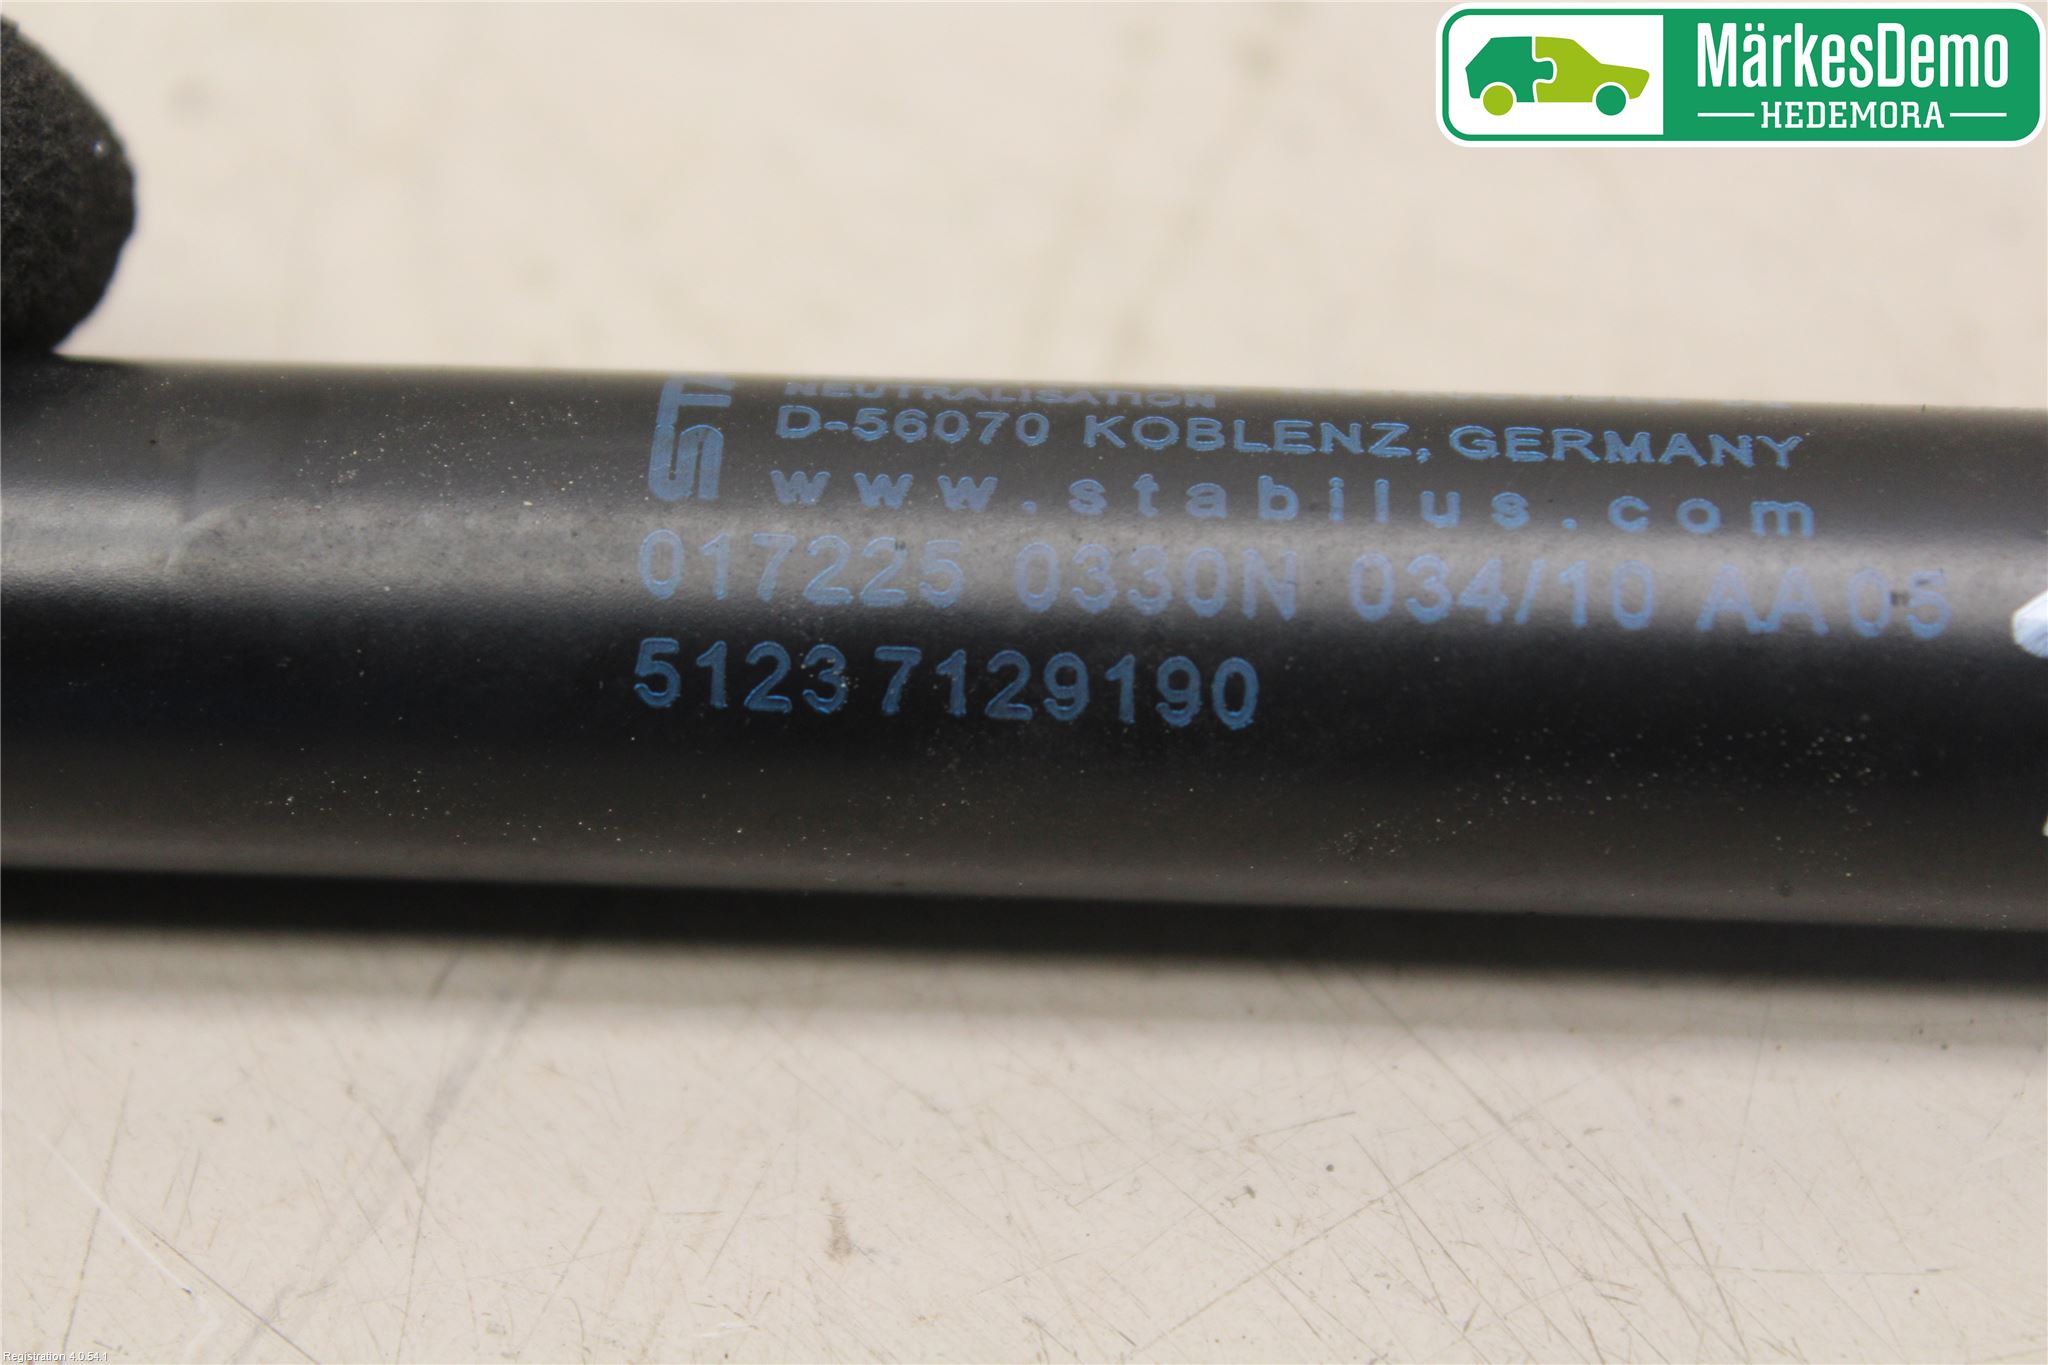 MärkesDemo
HEDEMORA
NEUTRALISATION
D-56070 KOBLENZ, GERMANY
www.stabilus.com
017225 0330N 034/10 AA05
5123 7129190
Registration 4.0.54.1